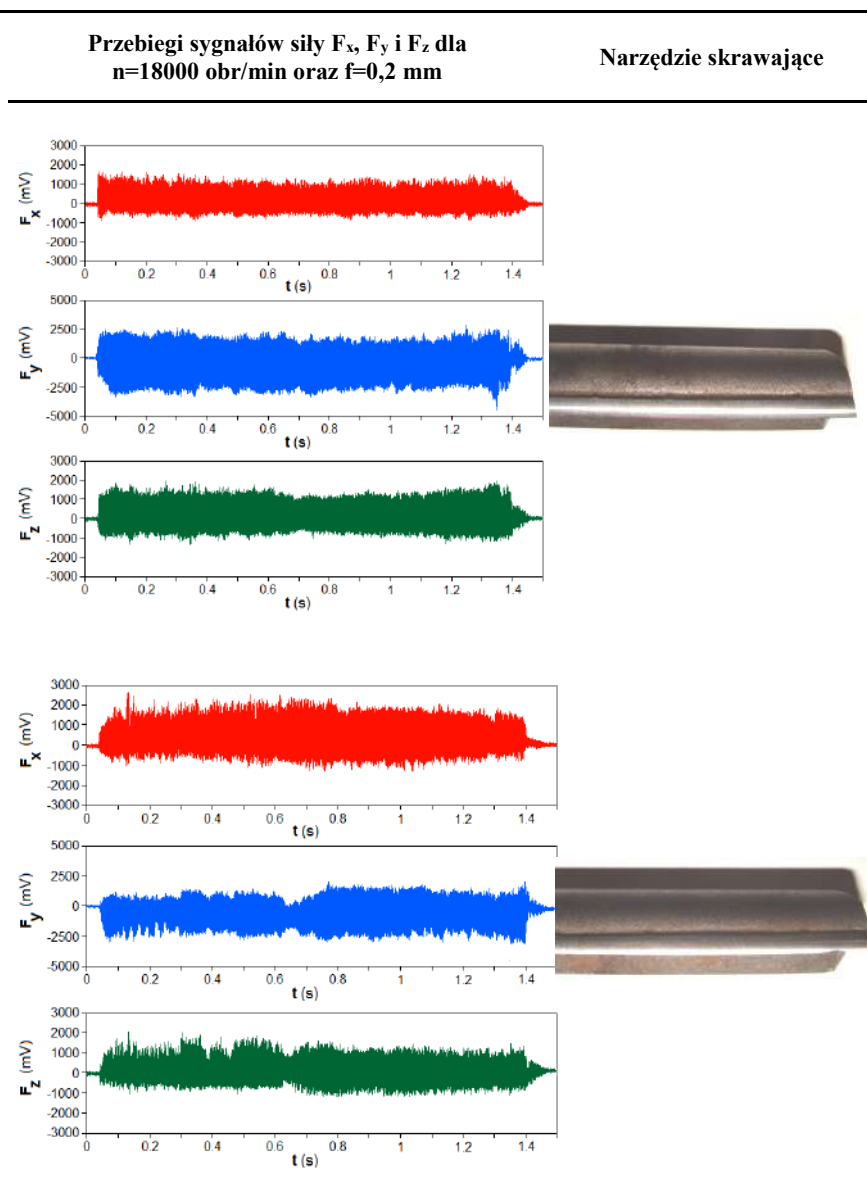 Przebiegi sygnałów siły Fx, Fy i Fz dla
n=18000 obr/min oraz f=0,2 mm
Narzędzie skrawające
Fx (mV)
3000
2000
1000
0
-1000
-2000
-3000
0 0.2 0.4 0.6 0.8 1 1.2 1.4
t (s)
Fy (mV)
5000
2500
0
-2500
-5000
0 0.2 0.4 0.6 0.8 1 1.2 1.4
t (s)
Fz (mV)
3000
2000
1000
0
-1000
-2000
-3000
0 0.2 0.4 0.6 0.8 1 1.2 1.4
t (s)
Fx (mV)
3000
2000
1000
0
-1000
-2000
-3000
0 0.2 0.4 0.6 0.8 1 1.2 1.4
t (s)
Fy (mV)
5000
2500
0
-2500
-5000
0 0.2 0.4 0.6 0.8 1 1.2 1.4
t (s)
Fz (mV)
3000
2000
1000
0
-1000
-2000
-3000
0 0.2 0.4 0.6 0.8 1 1.2 1.4
t (s)